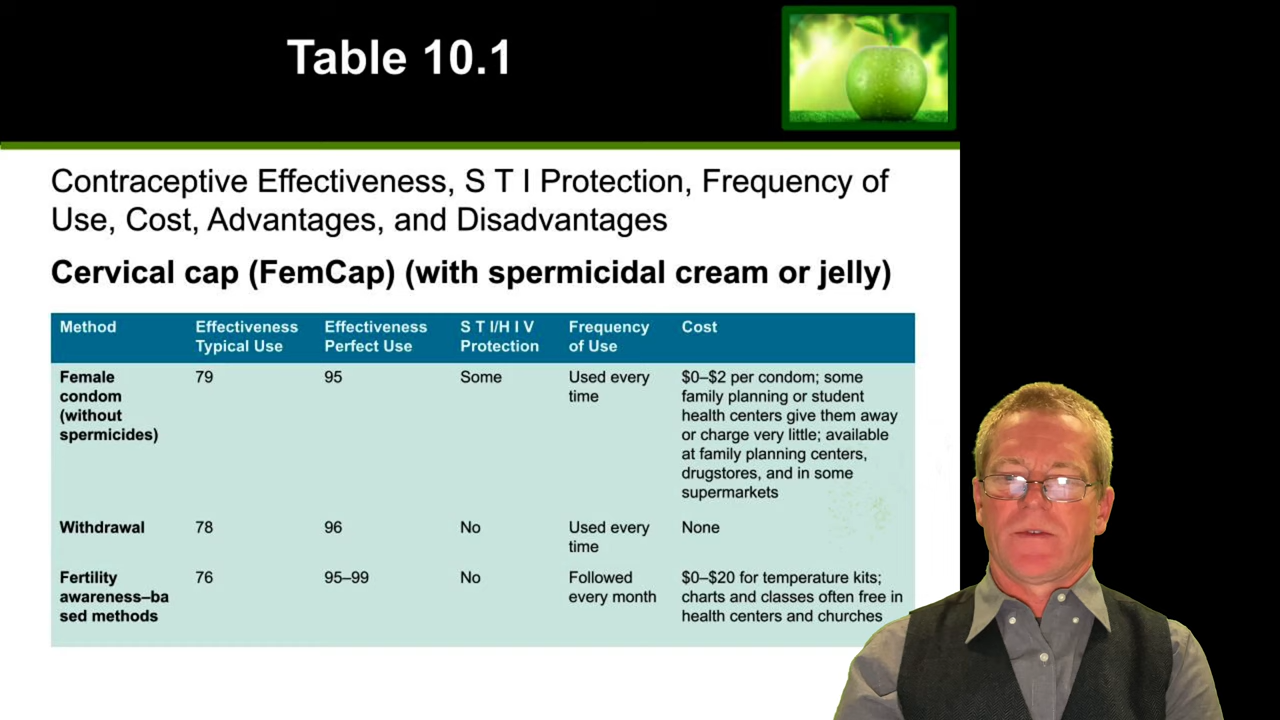 Table 10.1
Contraceptive Effectiveness, S T I Protection, Frequency of
Use, Cost, Advantages, and Disadvantages
Cervical cap (FemCap) (with spermicidal cream or jelly)
Method
Effectiveness
Typical Use
Effectiveness
Perfect Use
S T I/H I V
Protection
Frequency
of Use
Cost
Female
condom
(without
spermicides)
79
95
Some
Used every
time
$0–$2 per condom; some
family planning or student
health centers give them away
or charge very little; available
at family planning centers,
drugstores, and in some
supermarkets
Withdrawal
78
96
No
Used every
time
None
Fertility
awareness–ba
sed methods
76
95–99
No
Followed
every month
$0–$20 for temperature kits;
charts and classes often free in
health centers and churches